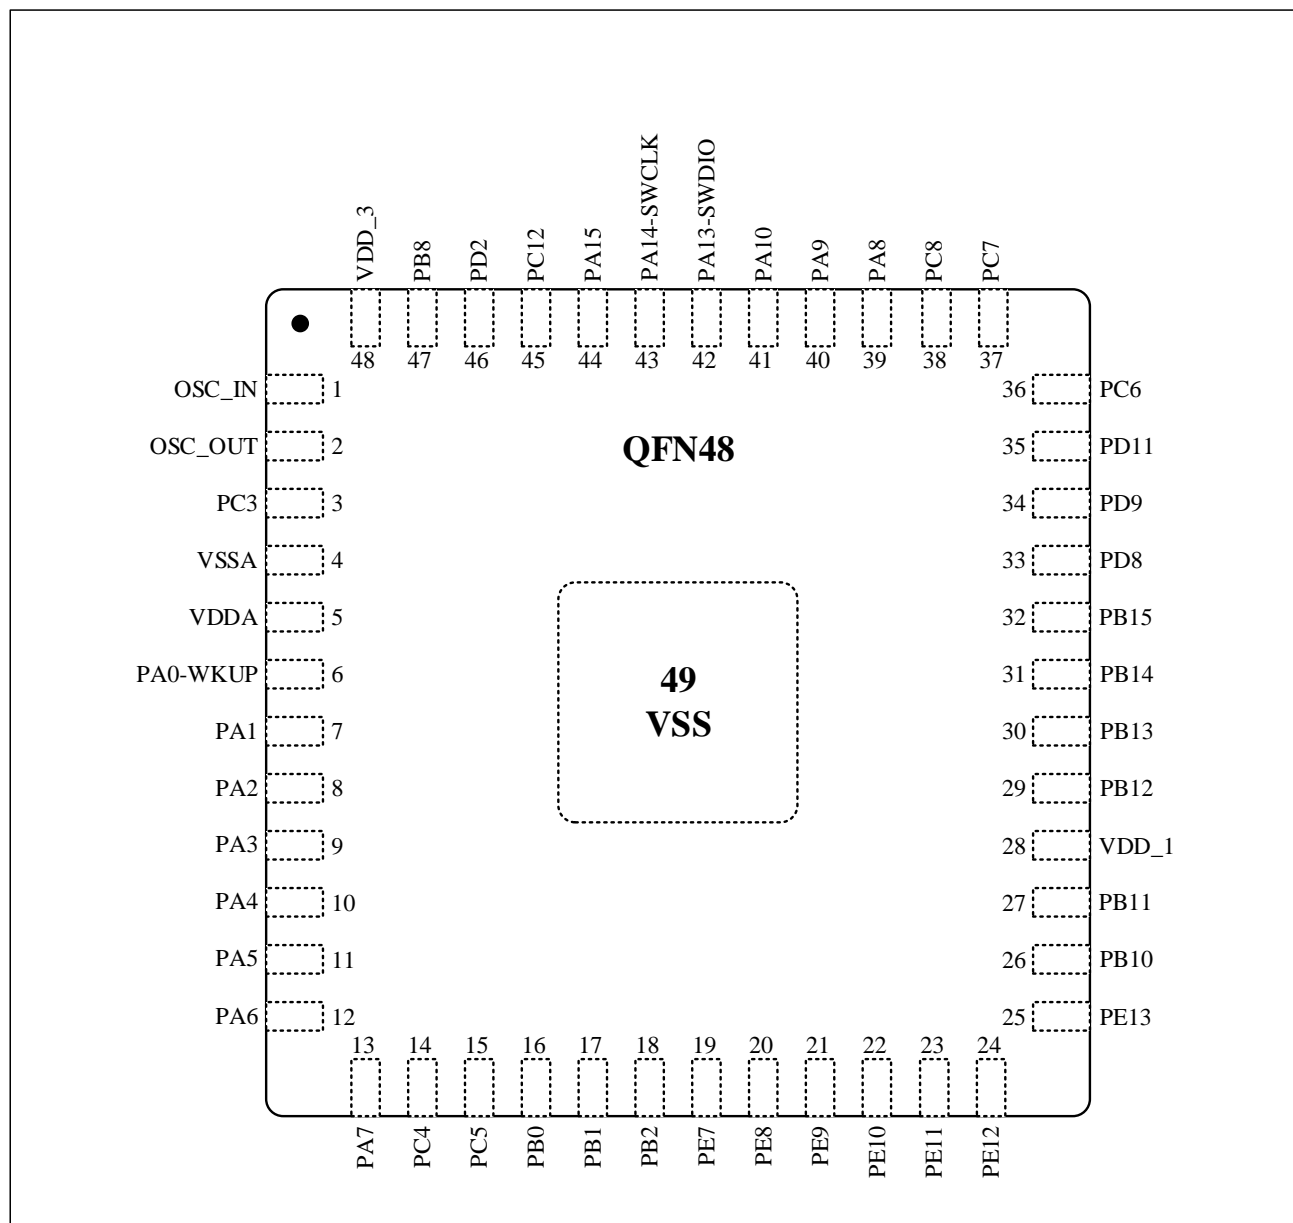 VDD_3
PB8
PD2
PC12
PA15
PA14-SWCLK
PA13-SWDIO
PA10
PA9
PA8
PC8
PC7
48 47 46 45 44 43 42 41 40 39 38 37
OSC_IN 1 36 PC6
OSC_OUT 2 QFN48 35 PD11
PC3 3 34 PD9
VSSA 4 33 PD8
VDDA 5 32 PB15
PA0-WKUP 6 49 31 PB14
VSS
PA1 7 30 PB13
PA2 8 29 PB12
PA3 9 28 VDD_1
PA4 10 27 PB11
PA5 11 26 PB10
PA6 12 25 PE13
13 14 15 16 17 18 19 20 21 22 23 24
PA7
PC4
PC5
PB0
PB1
PB2
PE7
PE8
PE9
PE10
PE11
PE12